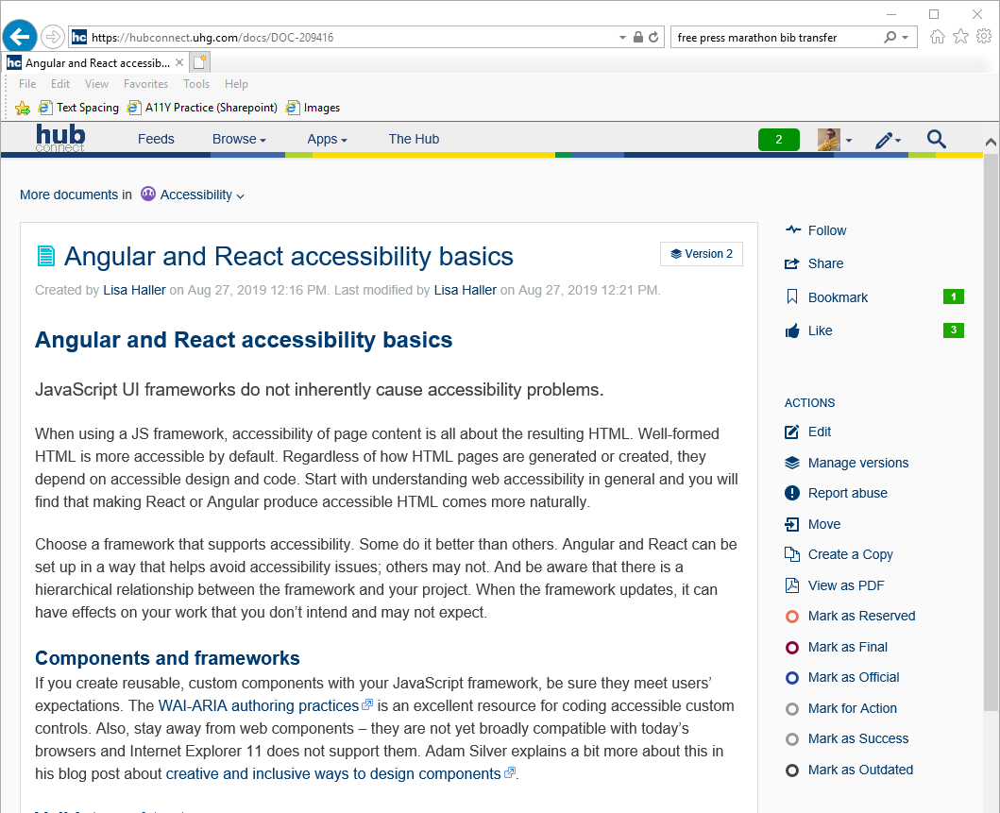 https://hubconnect.uhg.com/docs/DOC-209416
free press marathon bib transfer
hc Angular and React accessib...
File Edit View Favorites Tools Help
Text Spacing A11Y Practice (Sharepoint) Images
hub connect Feeds Browse Apps The Hub 2
More documents in Accessibility
Angular and React accessibility basics
Version 2
Created by Lisa Haller on Aug 27, 2019 12:16 PM. Last modified by Lisa Haller on Aug 27, 2019 12:21 PM.
Angular and React accessibility basics
JavaScript UI frameworks do not inherently cause accessibility problems.
When using a JS framework, accessibility of page content is all about the resulting HTML. Well-formed
HTML is more accessible by default. Regardless of how HTML pages are generated or created, they
depend on accessible design and code. Start with understanding web accessibility in general and you will
find that making React or Angular produce accessible HTML comes more naturally.
Choose a framework that supports accessibility. Some do it better than others. Angular and React can be
set up in a way that helps avoid accessibility issues; others may not. And be aware that there is a
hierarchical relationship between the framework and your project. When the framework updates, it can
have effects on your work that you don’t intend and may not expect.
Components and frameworks
If you create reusable, custom components with your JavaScript framework, be sure they meet users’
expectations. The WAI-ARIA authoring practices is an excellent resource for coding accessible custom
controls. Also, stay away from web components – they are not yet broadly compatible with today’s
browsers and Internet Explorer 11 does not support them. Adam Silver explains a bit more about this in
his blog post about creative and inclusive ways to design components.
Follow
Share
Bookmark 1
Like 3
ACTIONS
Edit
Manage versions
Report abuse
Move
Create a Copy
View as PDF
Mark as Reserved
Mark as Final
Mark as Official
Mark for Action
Mark as Success
Mark as Outdated